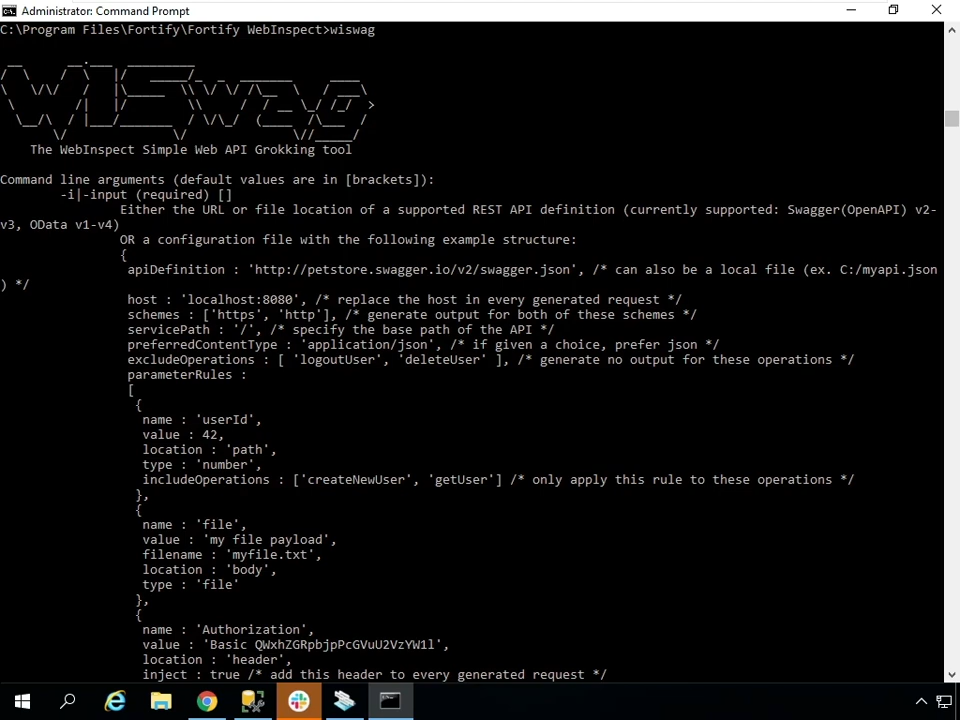 Administrator: Command Prompt
C:\Program Files\Fortify\Fortify WebInspect>wiswag
The WebInspect Simple Web API Grokking tool
Command line arguments (default values are in [brackets]):
-i|-input (required) []
Either the URL or file location of a supported REST API definition (currently supported: Swagger(OpenAPI) v2-
v3, OData v1-v4)
OR a configuration file with the following example structure:
{
apiDefinition : 'http://petstore.swagger.io/v2/swagger.json', /* can also be a local file (ex. C:/myapi.json
) */
host : 'localhost:8080', /* replace the host in every generated request */
schemes : ['https', 'http'], /* generate output for both of these schemes */
servicePath : '/', /* specify the base path of the API */
preferredContentType : 'application/json', /* if given a choice, prefer json */
excludeOperations : [ 'logoutUser', 'deleteUser' ], /* generate no output for these operations */
parameterRules :
[
{
name : 'userId',
value : 42,
location : 'path',
type : 'number',
includeOperations : ['createNewUser', 'getUser'] /* only apply this rule to these operations */
},
{
name : 'file',
value : 'my file payload',
filename : 'myfile.txt',
location : 'body',
type : 'file'
},
{
name : 'Authorization',
value : 'Basic QWxhZGRpbjpPcGVuU2VzYW1l',
location : 'header',
inject : true /* add this header to every generated request */